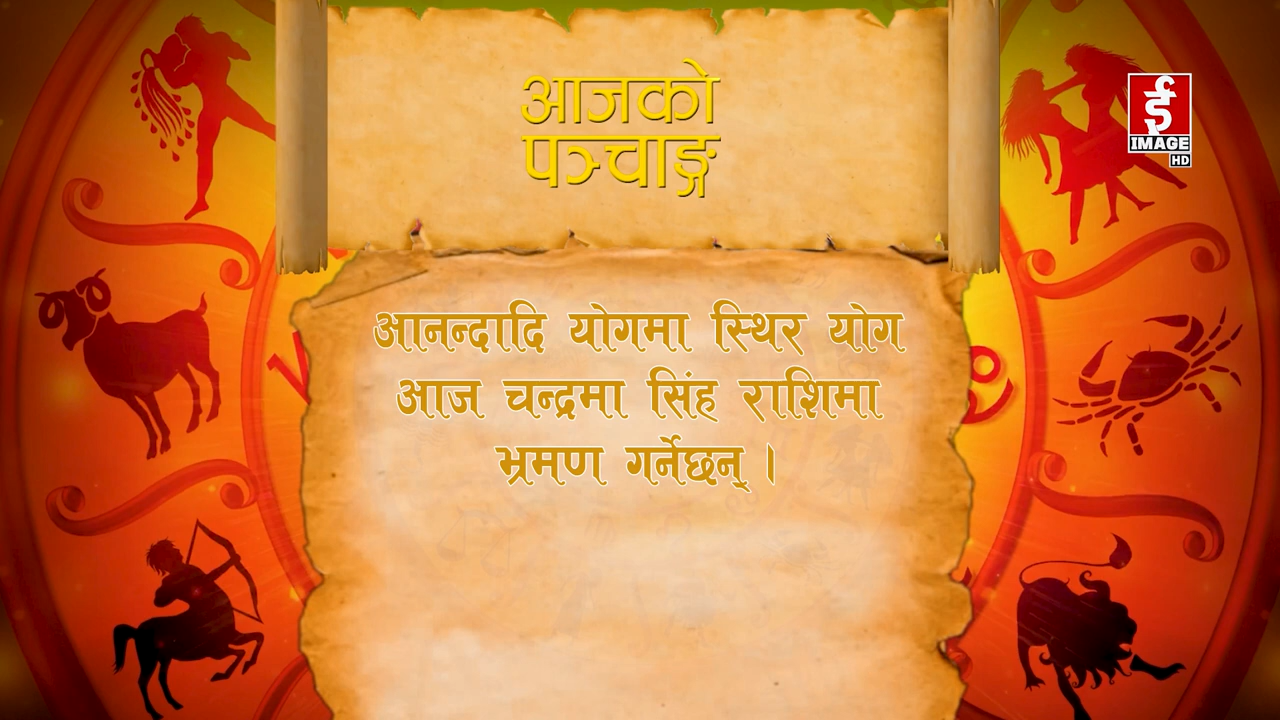 आजको
पञ्चाङ्ग
ई
IMAGE
HD
आनन्दादि योगमा स्थिर योग
आज चन्द्रमा सिंह राशिमा
भ्रमण गर्नेछन् ।